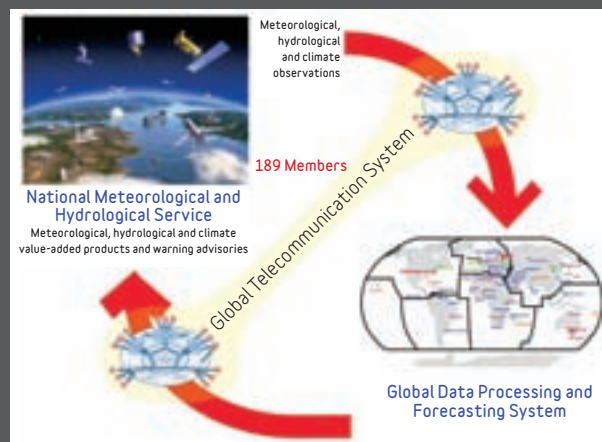 Meteorological,
hydrological
and climate
observations
189 Members
Global Telecommunication System
National Meteorological and
Hydrological Service
Meteorological, hydrological and climate
value-added products and warning advisories
Global Data Processing and
Forecasting System